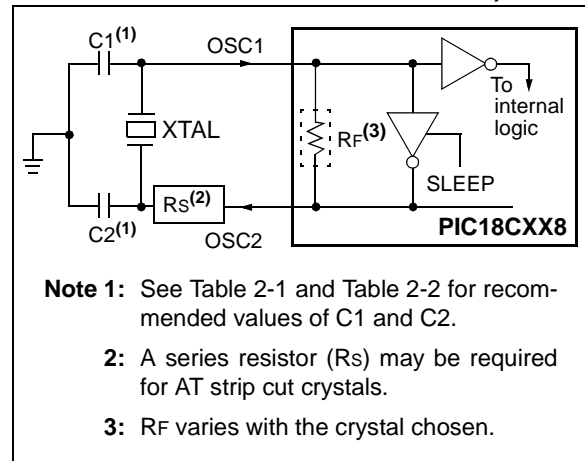 C1(1)
OSC1
To
internal
logic
XTAL
RF(3)
SLEEP
RS(2)
C2(1)
OSC2
PIC18CXX8
Note 1: See Table 2-1 and Table 2-2 for recom-
mended values of C1 and C2.
2: A series resistor (RS) may be required
for AT strip cut crystals.
3: RF varies with the crystal chosen.